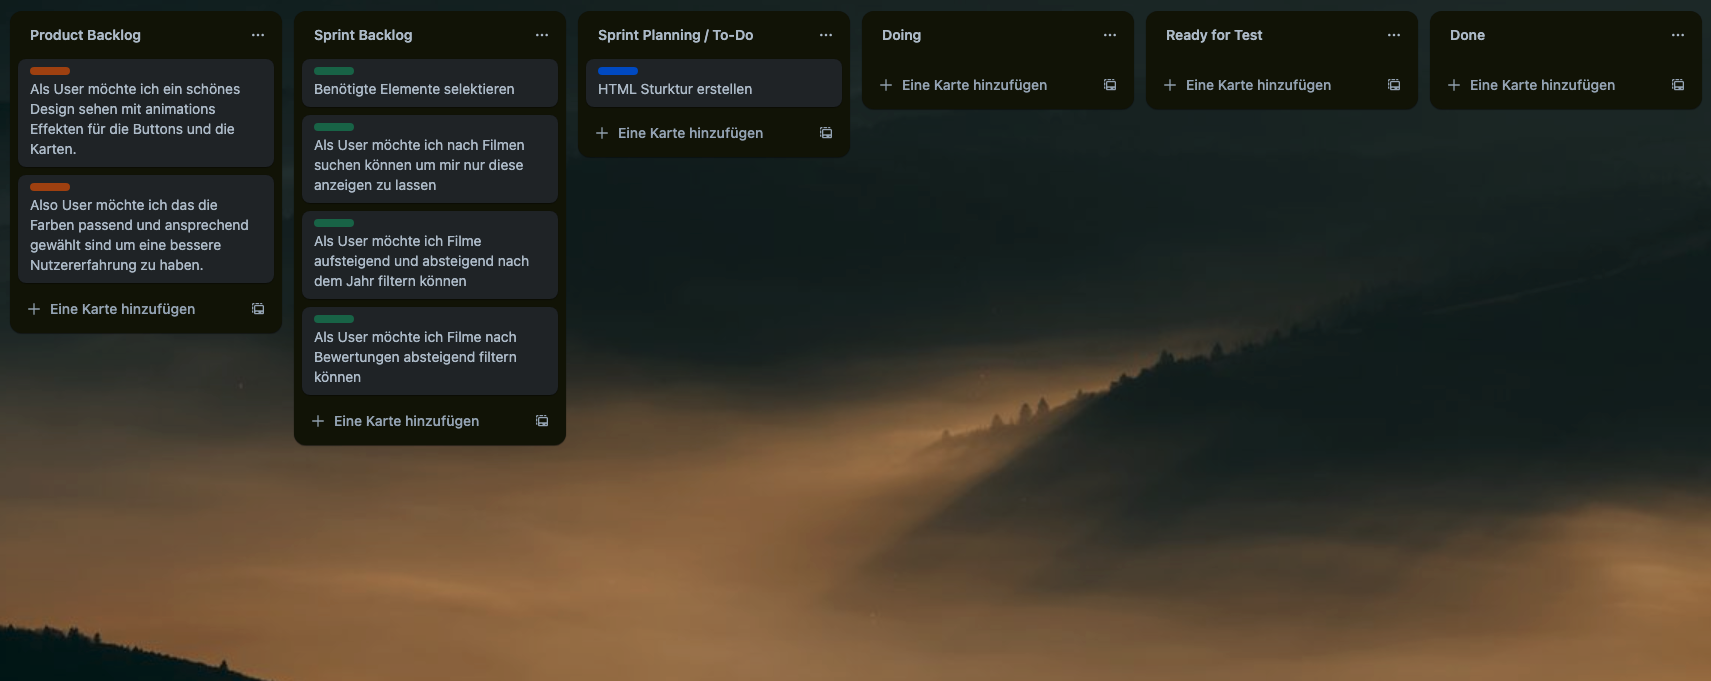 Product Backlog
Als User möchte ich ein schönes
Design sehen mit animations
Effekten für die Buttons und die
Karten.
Also User möchte ich das die
Farben passend und ansprechend
gewählt sind um eine bessere
Nutzererfahrung zu haben.
Eine Karte hinzufügen
Sprint Backlog
Benötigte Elemente selektieren
Als User möchte ich nach Filmen
suchen können um mir nur diese
anzeigen zu lassen
Als User möchte ich Filme
aufsteigend und absteigend nach
dem Jahr filtern können
Als User möchte ich Filme nach
Bewertungen absteigend filtern
können
Eine Karte hinzufügen
Sprint Planning / To-Do
HTML Sturktur erstellen
Eine Karte hinzufügen
Doing
Eine Karte hinzufügen
Ready for Test
Eine Karte hinzufügen
Done
Eine Karte hinzufügen